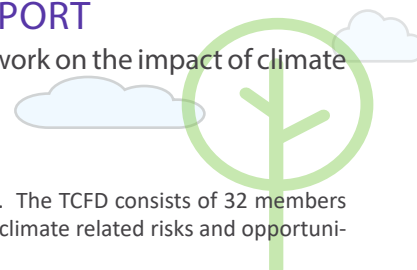 PORT
work on the impact of climate
. The TCFD consists of 32 members
climate related risks and opportuni-